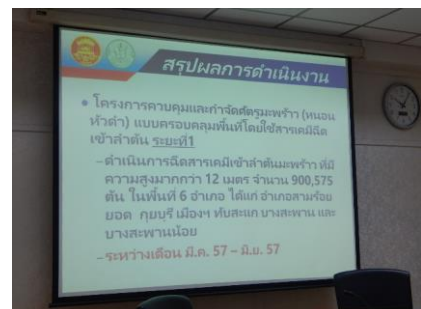 สรุปผลการดำเนินงาน
• โครงการควบคุมและกำจัดศัตรูมะพร้าว (หนอน
หัวดำ) แบบครอบคลุมพื้นที่โดยใช้สารเคมีฉีด
เข้าลำต้น ระยะที่1
–ดำเนินการฉีดสารเคมีเข้าลำต้นมะพร้าว ที่มี
ความสูงมากกว่า 12 เมตร จำนวน 900,575
ต้น ในพื้นที่ 6 อำเภอ ได้แก่ อำเภอสามร้อย
ยอด กุยบุรี เมืองฯ ทับสะแก บางสะพาน และ
บางสะพานน้อย
–ระหว่างเดือน มี.ค. 57 – มิ.ย. 57